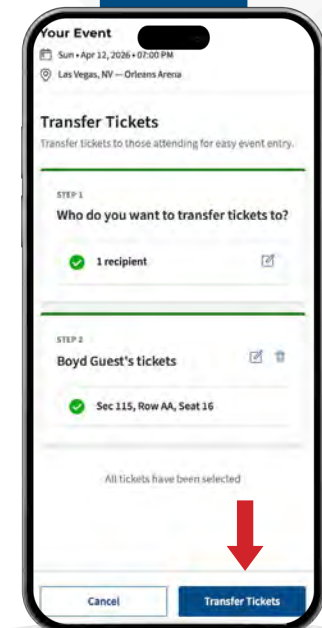 Your Event
Sun • Apr 12, 2026 • 07:00 PM
Las Vegas, NV — Orleans Arena
Transfer Tickets
Transfer tickets to those attending for easy event entry.
STEP 1
Who do you want to transfer tickets to?
1 recipient
STEP 2
Boyd Guest's tickets
Sec 115, Row AA, Seat 16
All tickets have been selected
Cancel
Transfer Tickets